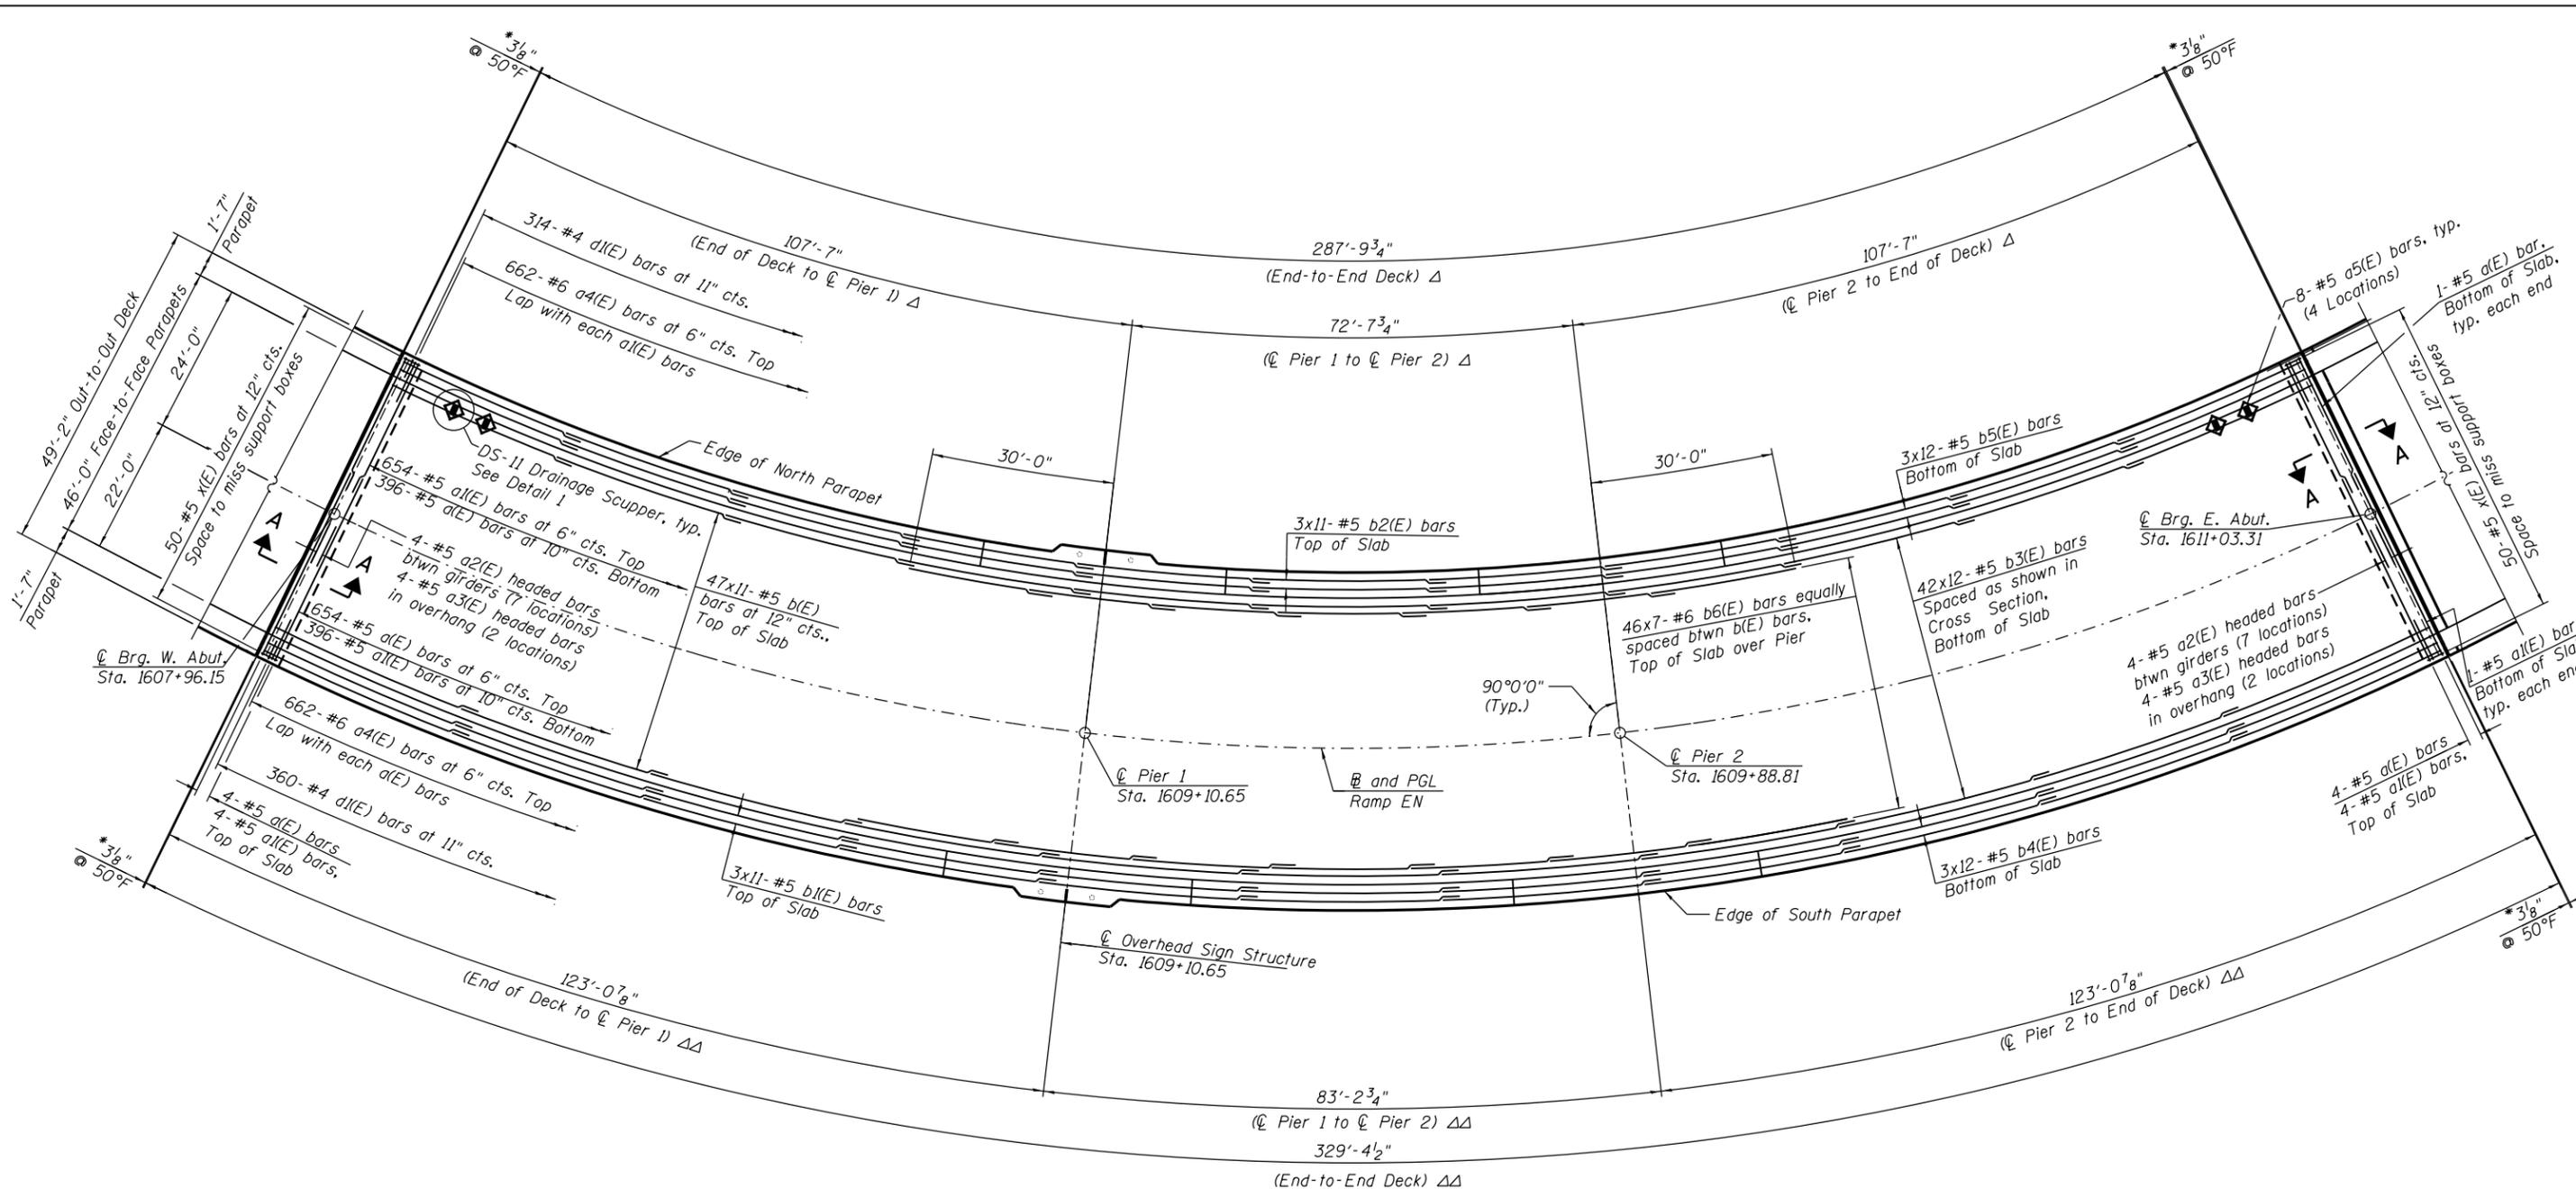 *3⅛"
@ 50°F
*3⅛"
@ 50°F
287'-9¾"
(End-to-End Deck) Δ
107'-7"
(End of Deck to ℄ Pier 1) Δ
72'-7¾"
(℄ Pier 1 to ℄ Pier 2) Δ
107'-7"
(℄ Pier 2 to End of Deck) Δ
314-#4 d1(E) bars at 11" cts.
662-#6 a4(E) bars at 6" cts. Top
Lap with each a1(E) bars
1'-7"
Parapet
49'-2" Out-to-Out Deck
46'-0" Face-to-Face Parapets
24'-0"
22'-0"
1'-7"
Parapet
50-#5 x(E) bars at 12" cts.
Space to miss support boxes
A
A
DS-11 Drainage Scupper, typ.
See Detail 1
Edge of North Parapet
30'-0"
30'-0"
654-#5 a1(E) bars at 6" cts. Top
396-#5 a(E) bars at 10" cts. Bottom
4-#5 a2(E) headed bars
btwn girders (7 locations)
4-#5 a3(E) headed bars
in overhang (2 locations)
654-#5 a(E) bars at 6" cts. Top
396-#5 a1(E) bars at 10" cts. Bottom
47x11-#5 b(E)
bars at 12" cts.,
Top of Slab
3x11-#5 b2(E) bars
Top of Slab
3x12-#5 b5(E) bars
Bottom of Slab
8-#5 a5(E) bars, typ.
(4 Locations)
1-#5 a(E) bar,
Bottom of Slab,
typ. each end
50-#5 x(E) bars at 12" cts.
Space to miss support boxes
A
A
℄ Brg. E. Abut.
Sta. 1611+03.31
46x7-#6 b6(E) bars equally
spaced btwn b(E) bars,
Top of Slab over Pier
42x12-#5 b3(E) bars
Spaced as shown in
Cross Section,
Bottom of Slab
4-#5 a2(E) headed bars
btwn girders (7 locations)
4-#5 a3(E) headed bars
in overhang (2 locations)
1-#5 a1(E) bar
Bottom of Sla
typ. each en
4-#5 a(E) bars
4-#5 a1(E) bars,
Top of Slab
℄ Brg. W. Abut.
Sta. 1607+96.15
662-#6 a4(E) bars at 6" cts. Top
Lap with each a(E) bars
360-#4 d1(E) bars at 11" cts.
4-#5 a(E) bars
4-#5 a1(E) bars,
Top of Slab
*3⅛"
@ 50°F
90°0'0"
(Typ.)
℄ Pier 1
Sta. 1609+10.65
℄ Pier 2
Sta. 1609+88.81
BL and PGL
Ramp EN
3x11-#5 b1(E) bars
Top of Slab
3x12-#5 b4(E) bars
Bottom of Slab
Edge of South Parapet
℄ Overhead Sign Structure
Sta. 1609+10.65
*3⅛"
@ 50°F
123'-0⅞"
(End of Deck to ℄ Pier 1) ΔΔ
83'-2¾"
(℄ Pier 1 to ℄ Pier 2) ΔΔ
123'-0⅞"
(℄ Pier 2 to End of Deck) ΔΔ
329'-4½"
(End-to-End Deck) ΔΔ